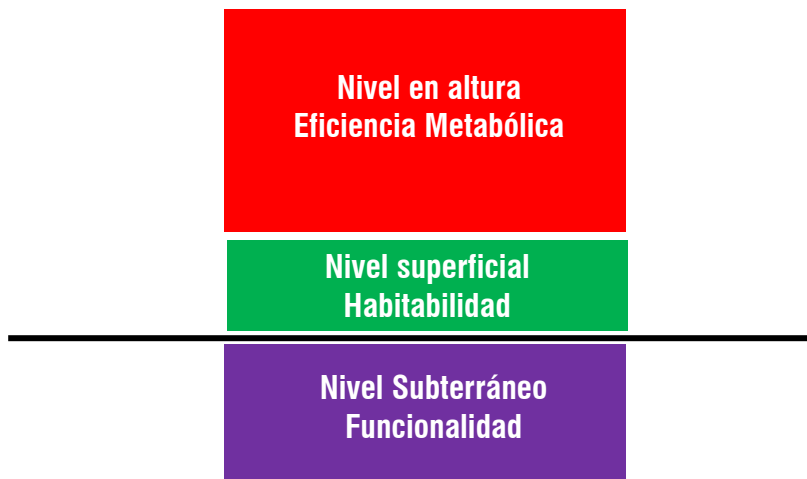 Nivel en altura
Eficiencia Metabólica
Nivel superficial
Habitabilidad
Nivel Subterráneo
Funcionalidad